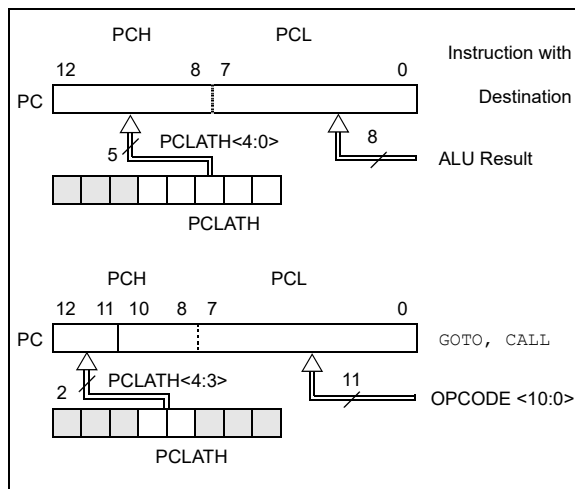 PCH PCL
12 8 7 0 Instruction with
PC Destination
5 PCLATH<4:0> 8 ALU Result
PCLATH
PCH PCL
12 11 10 8 7 0
PC GOTO, CALL
2 PCLATH<4:3> 11 OPCODE <10:0>
PCLATH